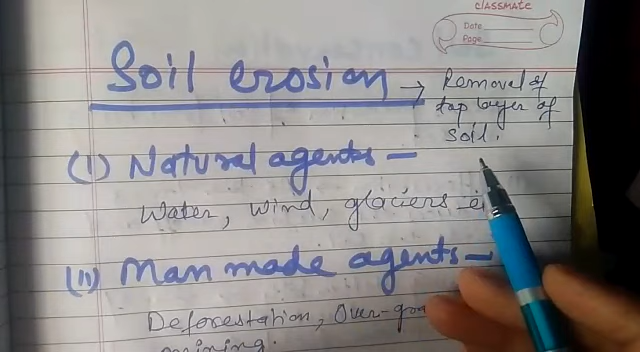 classmate
Date
Page
Soil erosion → Removal of
top layer of
soil.
(I) Natural agents –
Water, wind, glaciers
(II) Man made agents –
Deforestation, Over-
mining.